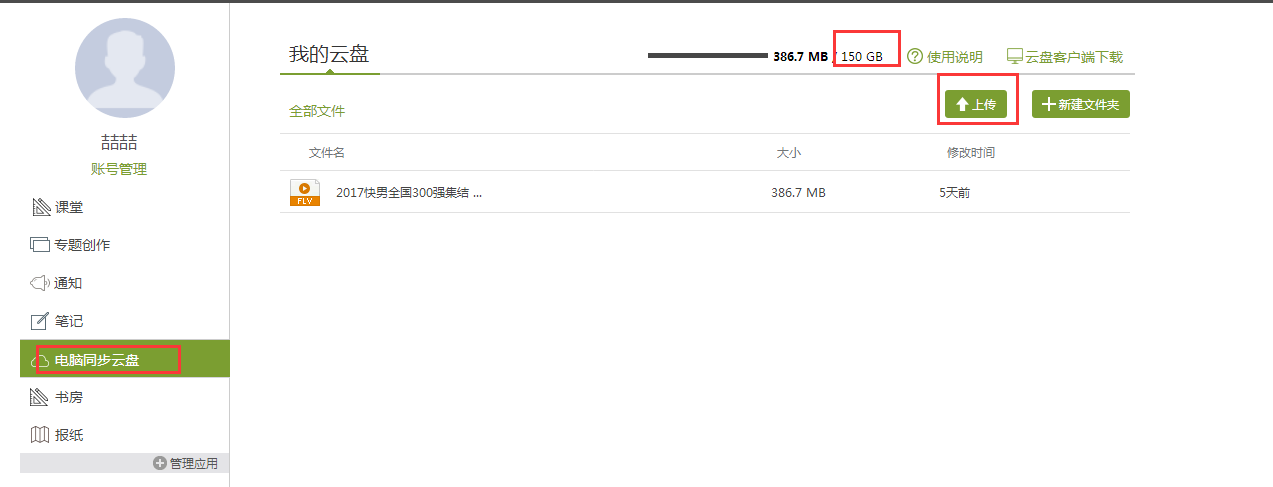 喆喆
账号管理
课堂
专题创作
通知
笔记
电脑同步云盘
书房
报纸
管理应用
我的云盘
386.7 MB / 150 GB
使用说明
云盘客户端下载
全部文件
上传
新建文件夹
文件名 大小 修改时间
FLV
2017快男全国300强集结 ... 386.7 MB 5天前